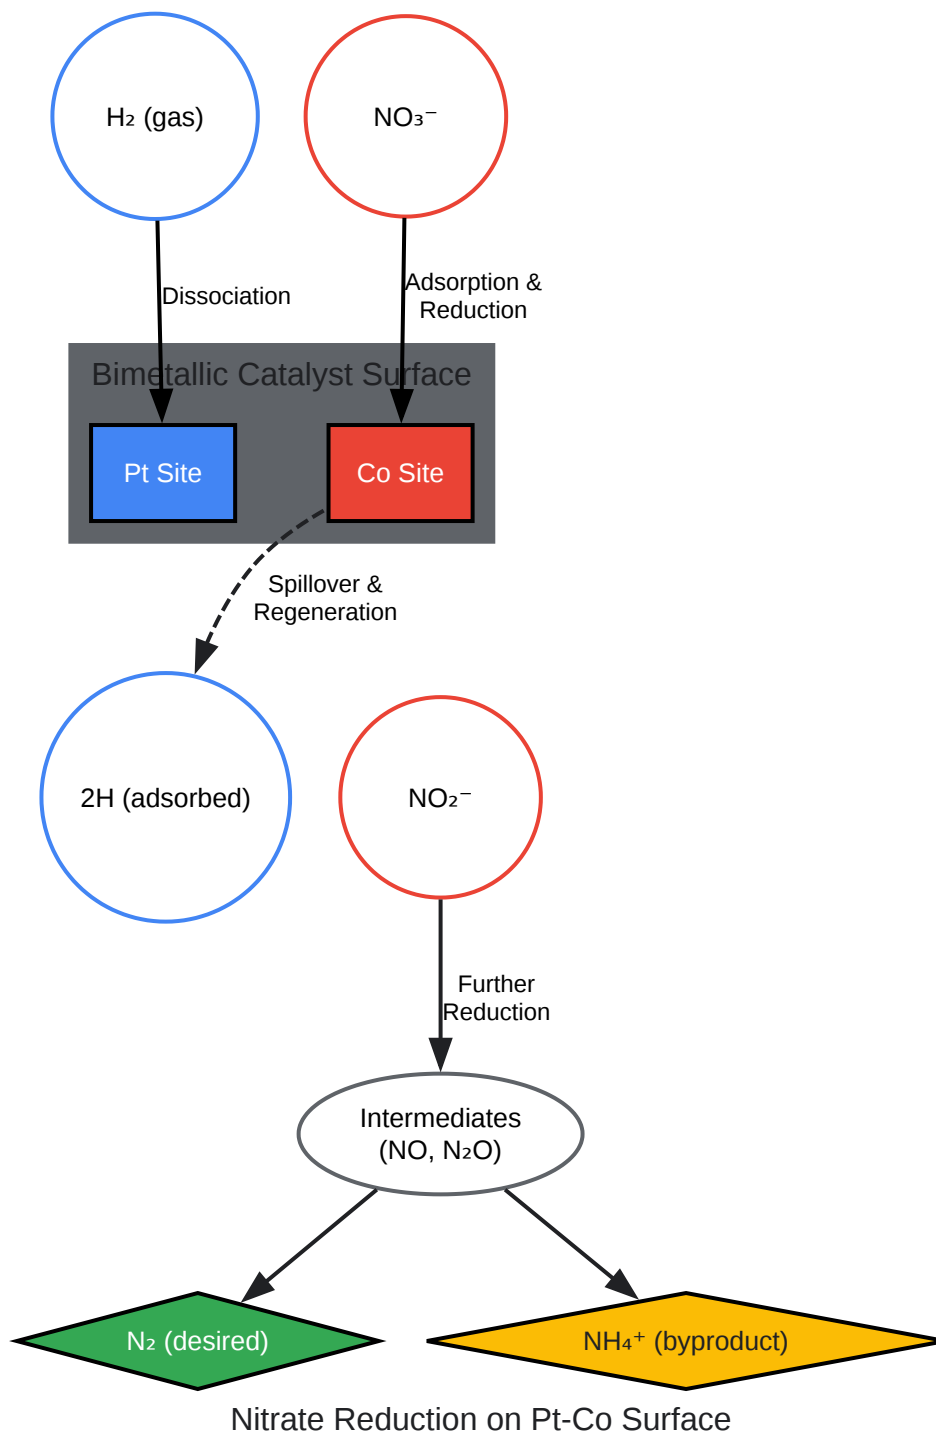 H₂ (gas)
NO₃⁻
Dissociation
Adsorption &
Reduction
Bimetallic Catalyst Surface
Pt Site
Co Site
Spillover &
Regeneration
2H (adsorbed)
NO₂⁻
Further
Reduction
Intermediates
(NO, N₂O)
N₂ (desired)
NH₄⁺ (byproduct)
Nitrate Reduction on Pt-Co Surface